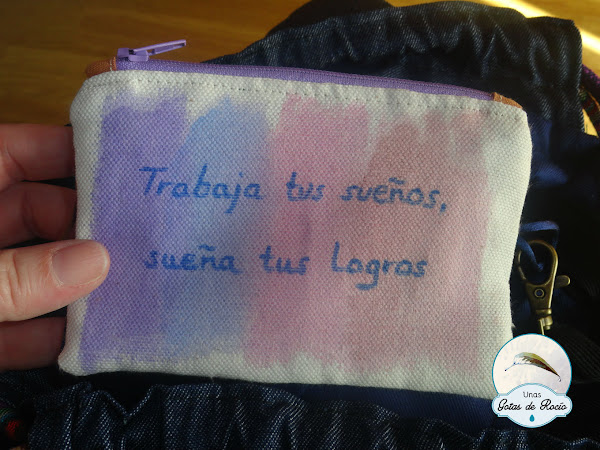 Trabaja tus sueños,
sueña tus logros
Unas
Gotas de Rocío